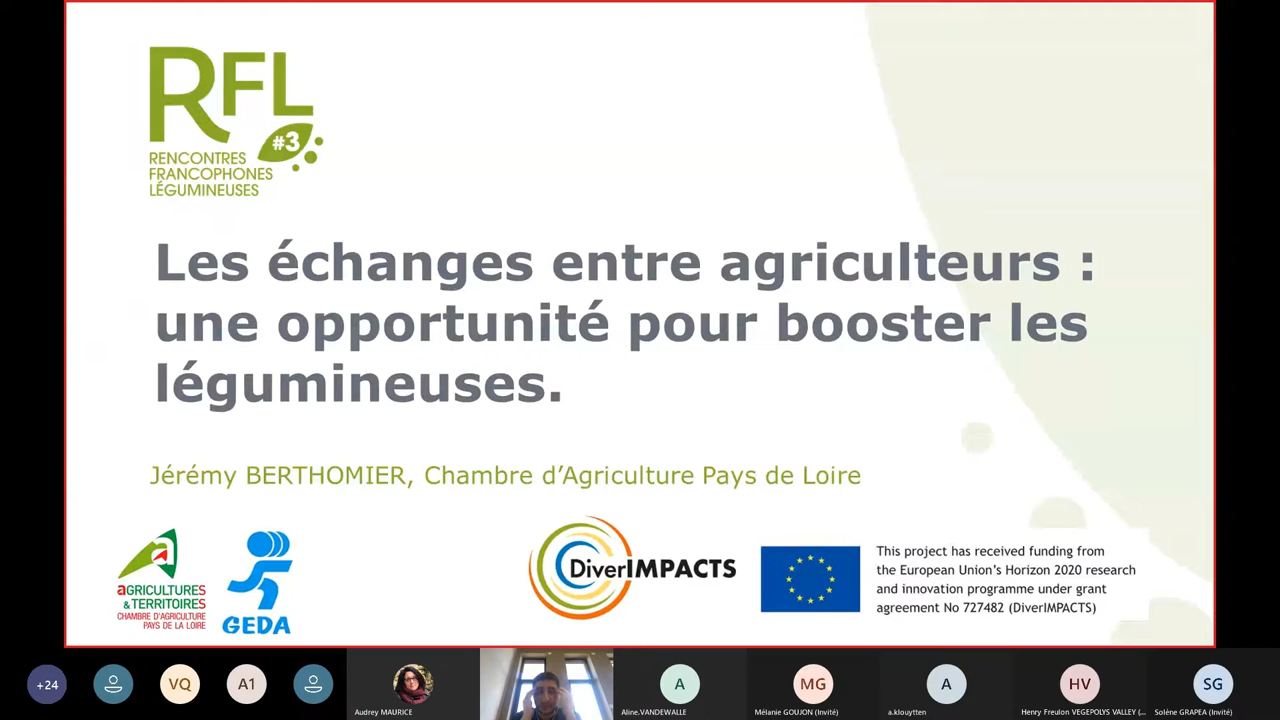 RFL
#3
RENCONTRES
FRANCOPHONES
LÉGUMINEUSES
Les échanges entre agriculteurs :
une opportunité pour booster les
légumineuses.
Jérémy BERTHOMIER, Chambre d’Agriculture Pays de Loire
aGRICULTURES
& TERRITOIRES
CHAMBRE D'AGRICULTURE
PAYS DE LA LOIRE
GEDA
DiverIMPACTS
This project has received funding from
the European Union’s Horizon 2020 research
and innovation programme under grant
agreement No 727482 (DiverIMPACTS)
+24
VQ
A1
Audrey MAURICE
A
Aline.VANDEWALLE
MG
Mélanie GOUJON (Invité)
A
a.klouytten
HV
Henry Freulon VEGEPOLYS VALLEY (...
SG
Solène GRAPEA (Invité)